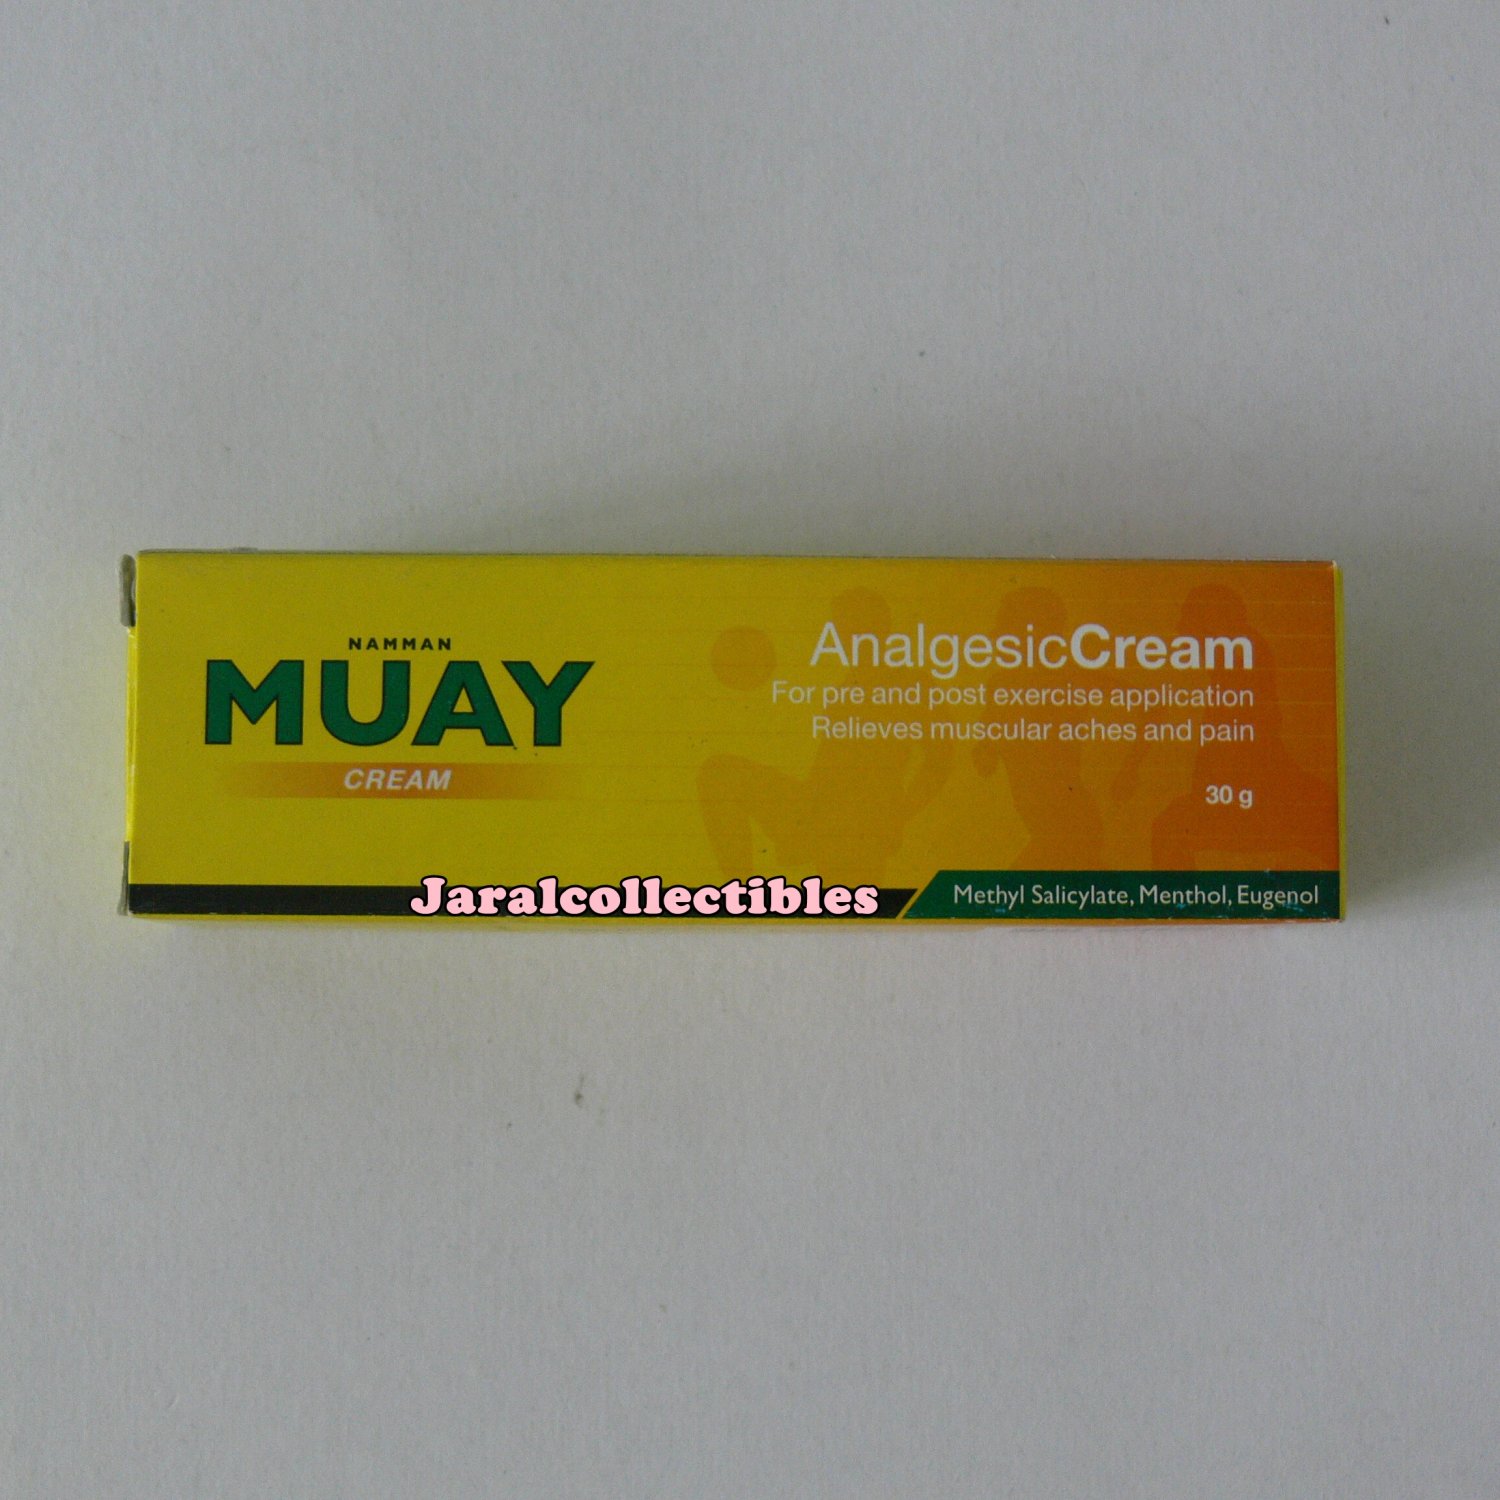 NAMMAN
MUAY
CREAM
AnalgesicCream
For pre and post exercise application
Relieves muscular aches and pain
30 g
Jaralcollectibles
Methyl Salicylate, Menthol, Eugenol